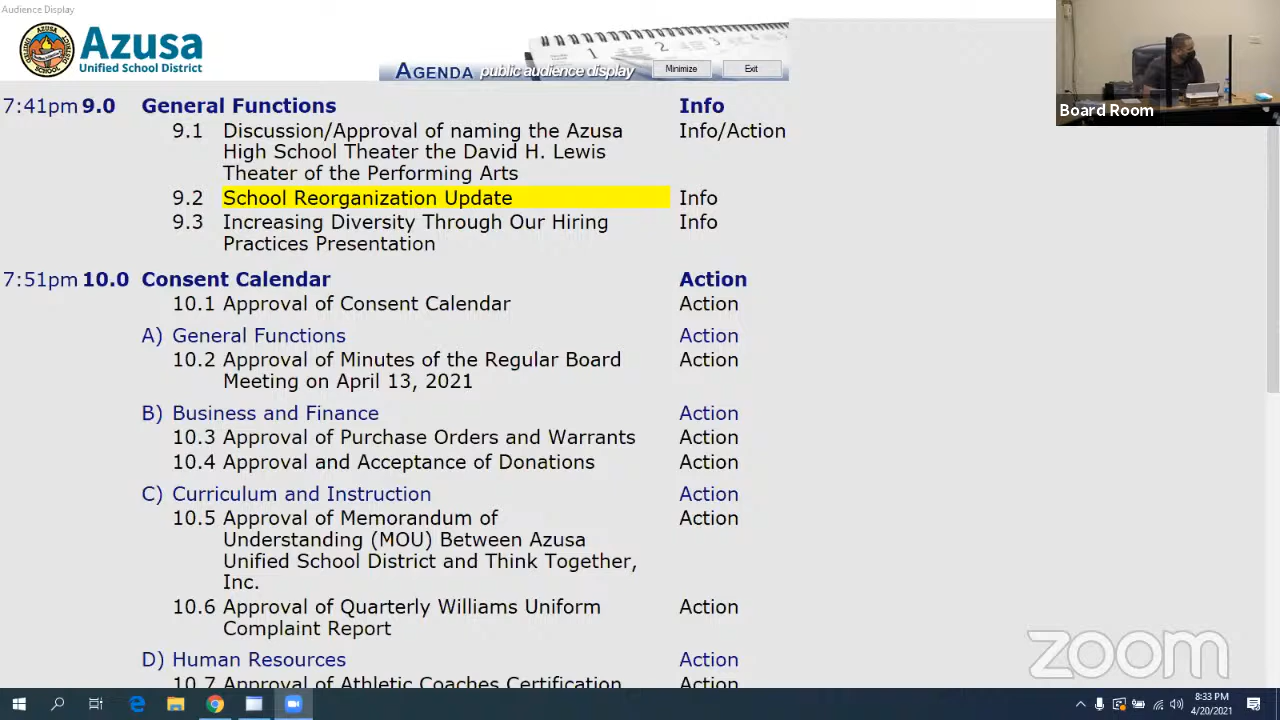 Audience Display
Azusa
Unified School District
AGENDA public audience display
Minimize Exit
Board Room
7:41pm 9.0 General Functions Info
9.1 Discussion/Approval of naming the Azusa Info/Action
High School Theater the David H. Lewis
Theater of the Performing Arts
9.2 School Reorganization Update Info
9.3 Increasing Diversity Through Our Hiring Info
Practices Presentation
7:51pm 10.0 Consent Calendar Action
10.1 Approval of Consent Calendar Action
A) General Functions Action
10.2 Approval of Minutes of the Regular Board Action
Meeting on April 13, 2021
B) Business and Finance Action
10.3 Approval of Purchase Orders and Warrants Action
10.4 Approval and Acceptance of Donations Action
C) Curriculum and Instruction Action
10.5 Approval of Memorandum of Action
Understanding (MOU) Between Azusa
Unified School District and Think Together,
Inc.
10.6 Approval of Quarterly Williams Uniform Action
Complaint Report
D) Human Resources Action
10.7 Approval of Athletic Coaches Certification Action
zoom
8:33 PM
4/20/2021